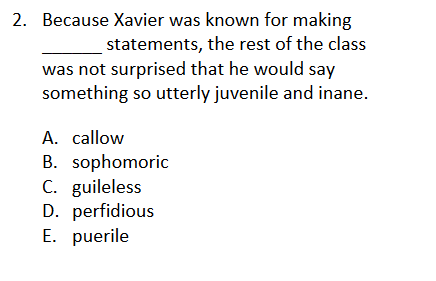 2. Because Xavier was known for making
______ statements, the rest of the class
was not surprised that he would say
something so utterly juvenile and inane.
A. callow
B. sophomoric
C. guileless
D. perfidious
E. puerile